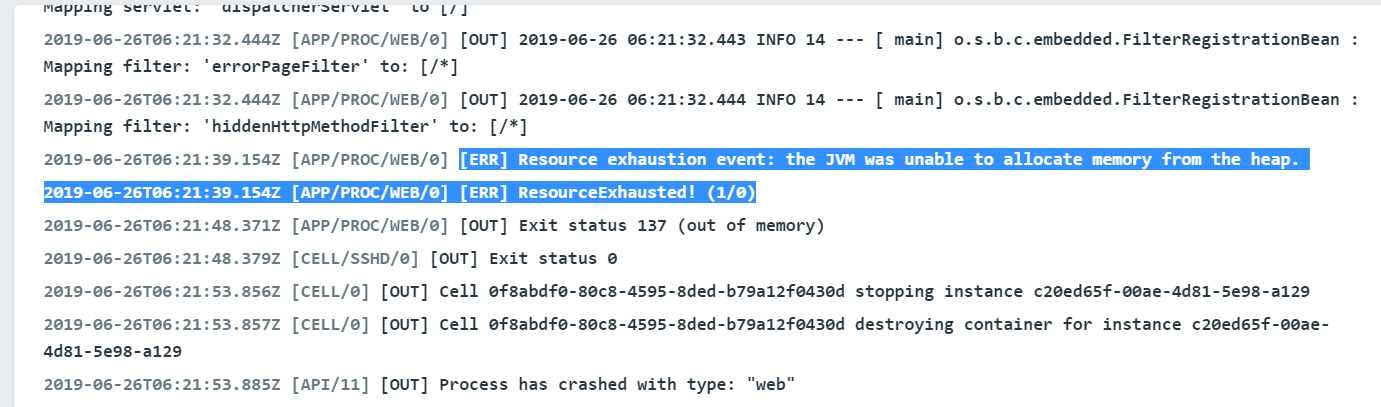 Mapping servlet: 'dispatcherServlet' to [/]
2019-06-26T06:21:32.444Z [APP/PROC/WEB/0] [OUT] 2019-06-26 06:21:32.443 INFO 14 --- [ main] o.s.b.c.embedded.FilterRegistrationBean :
Mapping filter: 'errorPageFilter' to: [/*]
2019-06-26T06:21:32.444Z [APP/PROC/WEB/0] [OUT] 2019-06-26 06:21:32.444 INFO 14 --- [ main] o.s.b.c.embedded.FilterRegistrationBean :
Mapping filter: 'hiddenHttpMethodFilter' to: [/*]
2019-06-26T06:21:39.154Z [APP/PROC/WEB/0] [ERR] Resource exhaustion event: the JVM was unable to allocate memory from the heap.
2019-06-26T06:21:39.154Z [APP/PROC/WEB/0] [ERR] ResourceExhausted! (1/0)
2019-06-26T06:21:48.371Z [APP/PROC/WEB/0] [OUT] Exit status 137 (out of memory)
2019-06-26T06:21:48.379Z [CELL/SSHD/0] [OUT] Exit status 0
2019-06-26T06:21:53.856Z [CELL/0] [OUT] Cell 0f8abdf0-80c8-4595-8ded-b79a12f0430d stopping instance c20ed65f-00ae-4d81-5e98-a129
2019-06-26T06:21:53.857Z [CELL/0] [OUT] Cell 0f8abdf0-80c8-4595-8ded-b79a12f0430d destroying container for instance c20ed65f-00ae-
4d81-5e98-a129
2019-06-26T06:21:53.885Z [API/11] [OUT] Process has crashed with type: "web"